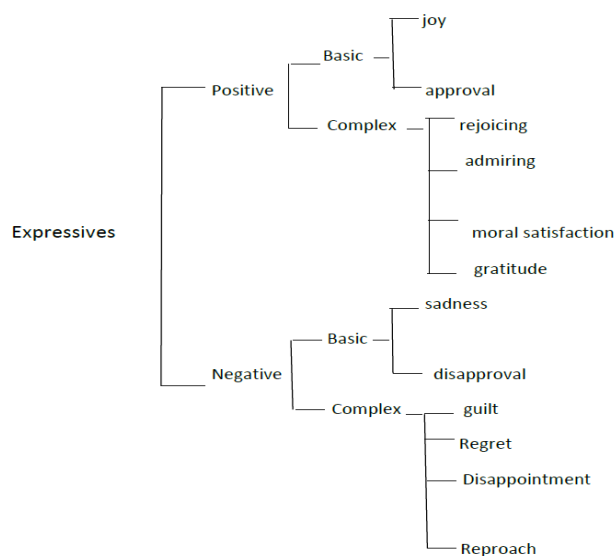 joy
Basic
Positive
approval
Complex
rejoicing
admiring
Expressives
moral satisfaction
gratitude
sadness
Basic
Negative
disapproval
Complex
guilt
Regret
Disappointment
Reproach